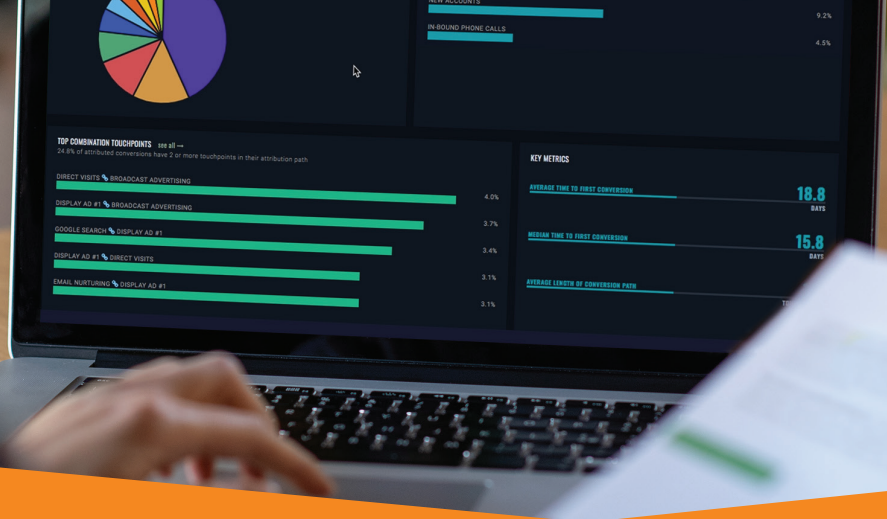 NEW ACCOUNTS
9.2%
IN-BOUND PHONE CALLS
4.5%
TOP COMBINATION TOUCHPOINTS see all →
24.8% of attributed conversions have 2 or more touchpoints in their attribution path
DIRECT VISITS BROADCAST ADVERTISING
4.0%
DISPLAY AD #1 BROADCAST ADVERTISING
3.7%
GOOGLE SEARCH DISPLAY AD #1
3.4%
DISPLAY AD #1 DIRECT VISITS
3.1%
EMAIL NURTURING DISPLAY AD #1
3.1%
KEY METRICS
AVERAGE TIME TO FIRST CONVERSION
18.8
DAYS
MEDIAN TIME TO FIRST CONVERSION
15.8
DAYS
AVERAGE LENGTH OF CONVERSION PATH